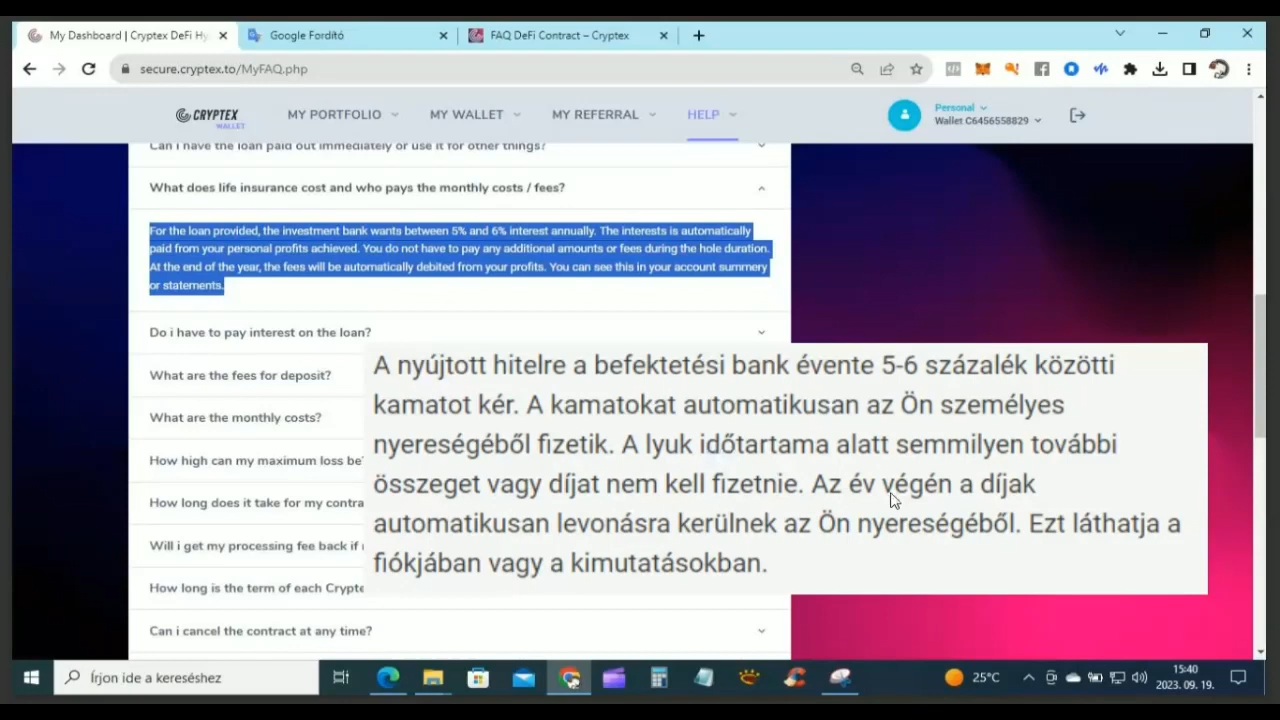 My Dashboard | Cryptex DeFi Hy
Google Fordító
FAQ DeFi Contract – Cryptex
secure.cryptex.to/MyFAQ.php
CRYPTEX
WALLET
MY PORTFOLIO
MY WALLET
MY REFERRAL
HELP
Personal
Wallet C6456558829
Can i have the loan paid out immediately or use it for other things?
What does life insurance cost and who pays the monthly costs / fees?
For the loan provided, the investment bank wants between 5% and 6% interest annually. The interests is automatically
paid from your personal profits achieved. You do not have to pay any additional amounts or fees during the hole duration.
At the end of the year, the fees will be automatically debited from your profits. You can see this in your account summery
or statements.
Do i have to pay interest on the loan?
What are the fees for deposit?
What are the monthly costs?
How high can my maximum loss be
How long does it take for my contra
Will i get my processing fee back if
How long is the term of each Crypte
Can i cancel the contract at any time?
A nyújtott hitelre a befektetési bank évente 5-6 százalék közötti
kamatot kér. A kamatokat automatikusan az Ön személyes
nyereségéből fizetik. A lyuk időtartama alatt semmilyen további
összeget vagy díjat nem kell fizetnie. Az év végén a díjak
automatikusan levonásra kerülnek az Ön nyereségéből. Ezt láthatja a
fiókjában vagy a kimutatásokban.
Írjon ide a kereséshez
25°C
15:40
2023. 09. 19.